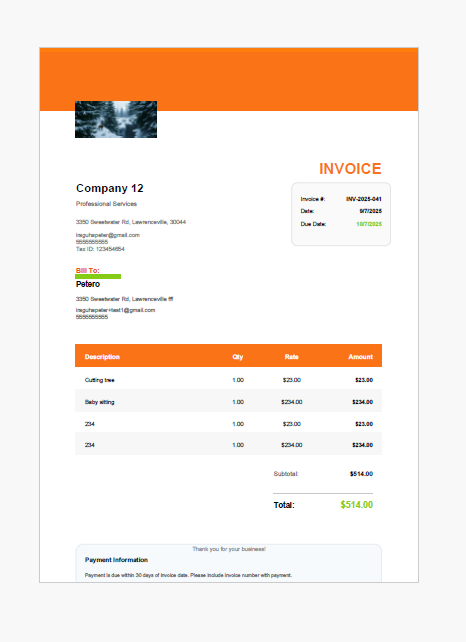 INVOICE
Company 12
Professional Services
3350 Sweetwater Rd, Lawrenceville, 30044
irsguhapeter@gmail.com
5555555555
Tax ID: 123454654
Invoice #: INV-2025-041
Date: 9/7/2025
Due Date: 10/7/2025
Bill To:
Petero
3350 Sweetwater Rd, Lawrenceville fff
irsguhapeter+test1@gmail.com
5555555555
Description Qty Rate Amount
Cutting tree 1.00 $23.00 $23.00
Baby sitting 1.00 $234.00 $234.00
234 1.00 $23.00 $23.00
234 1.00 $234.00 $234.00
Subtotal: $514.00
Total: $514.00
Thank you for your business!
Payment Information
Payment is due within 30 days of invoice date. Please include invoice number with payment.